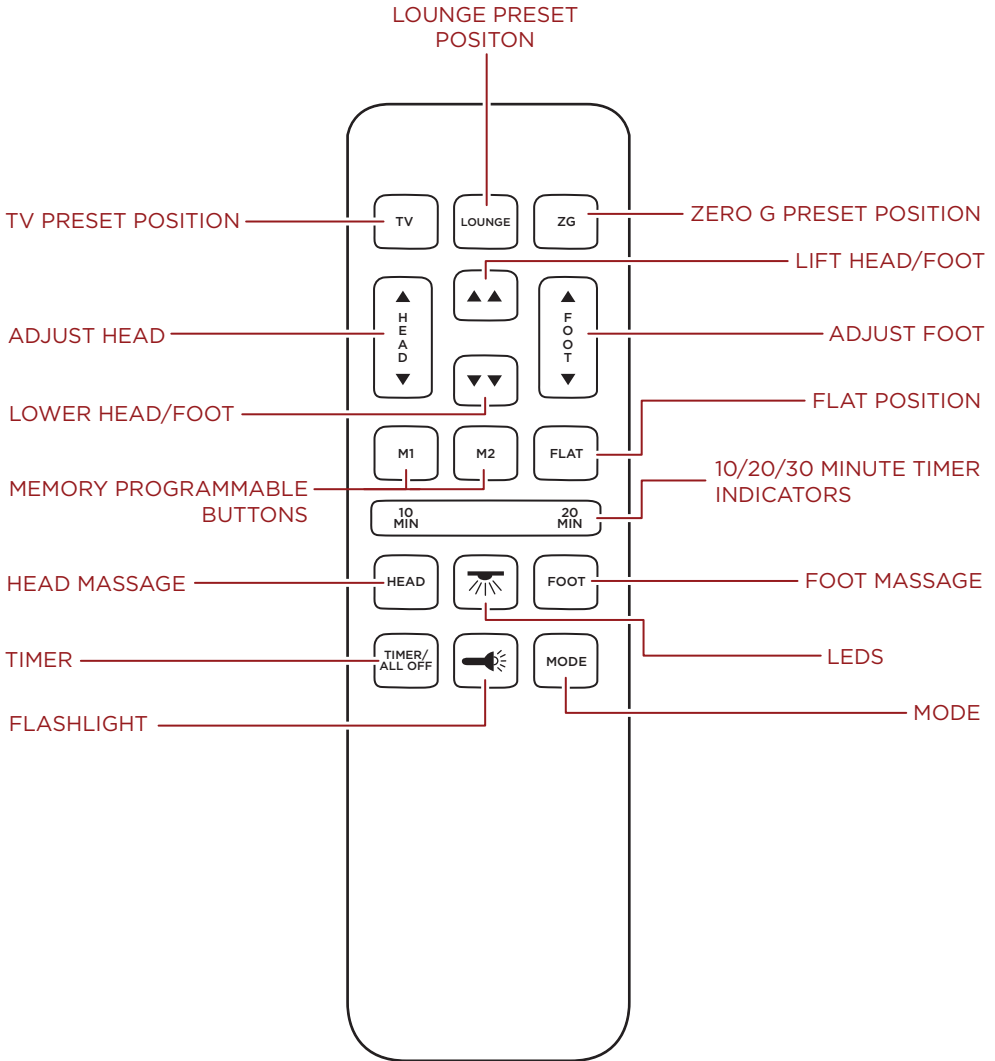 LOUNGE PRESET
POSITON
TV PRESET POSITION
TV
LOUNGE
ZG
ZERO G PRESET POSITION
LIFT HEAD/FOOT
ADJUST HEAD
HEAD
FOOT
ADJUST FOOT
LOWER HEAD/FOOT
FLAT POSITION
M1
M2
FLAT
MEMORY PROGRAMMABLE
BUTTONS
10
MIN
20
MIN
10/20/30 MINUTE TIMER
INDICATORS
HEAD MASSAGE
HEAD
FOOT
FOOT MASSAGE
TIMER
TIMER/
ALL OFF
MODE
LEDS
FLASHLIGHT
MODE